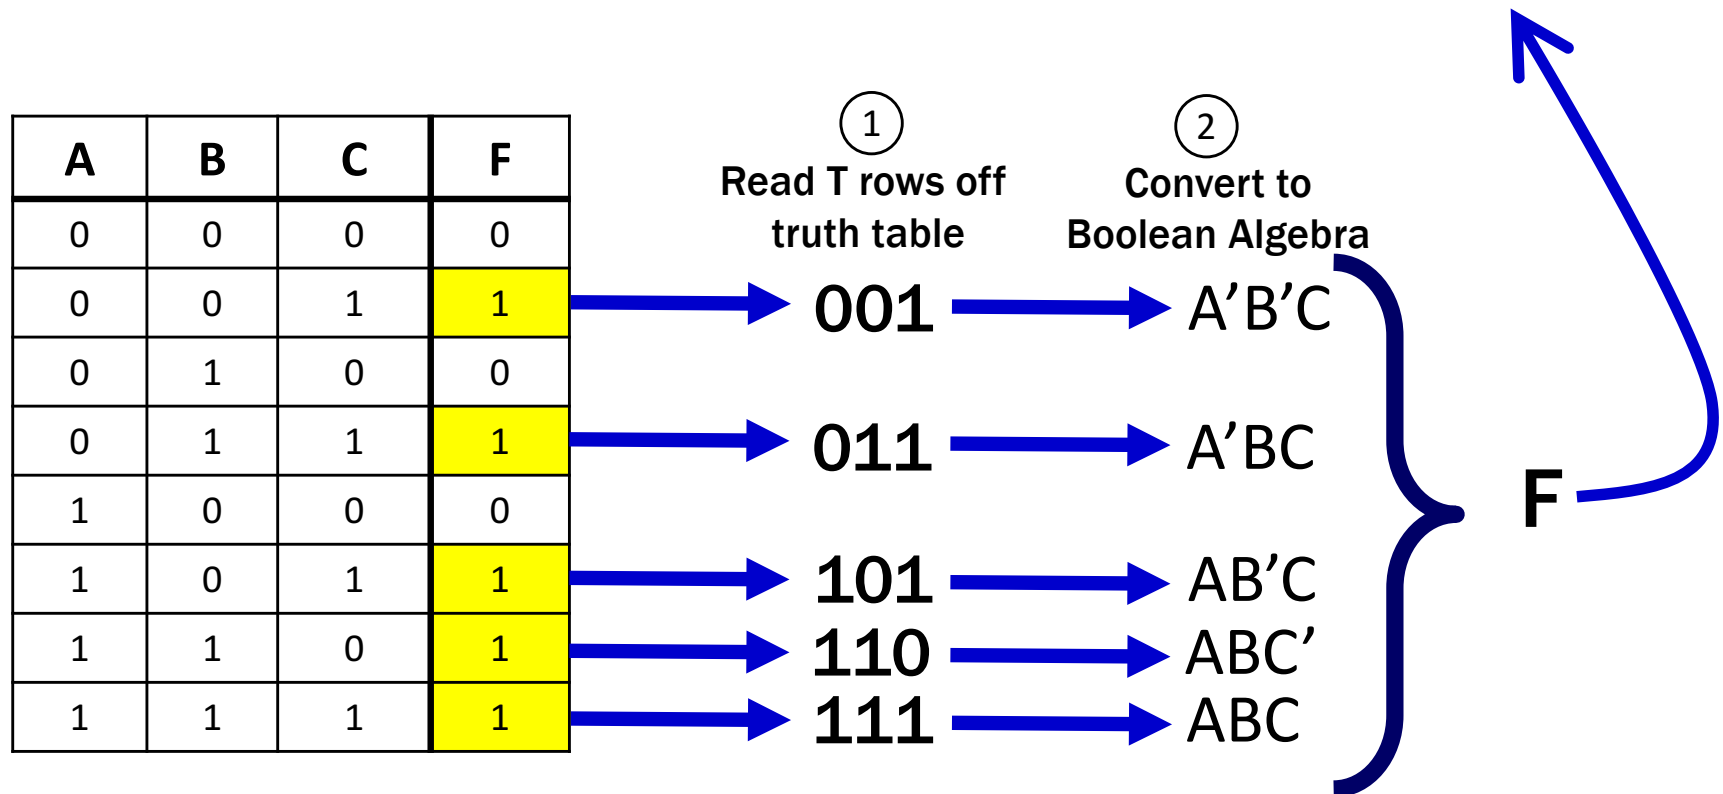 A B C F
0 0 0 0
0 0 1 1
0 1 0 0
0 1 1 1
1 0 0 0
1 0 1 1
1 1 0 1
1 1 1 1
1
Read T rows off
truth table
001
011
101
110
111
2
Convert to
Boolean Algebra
A’B’C
A’BC
AB’C
ABC’
ABC
F